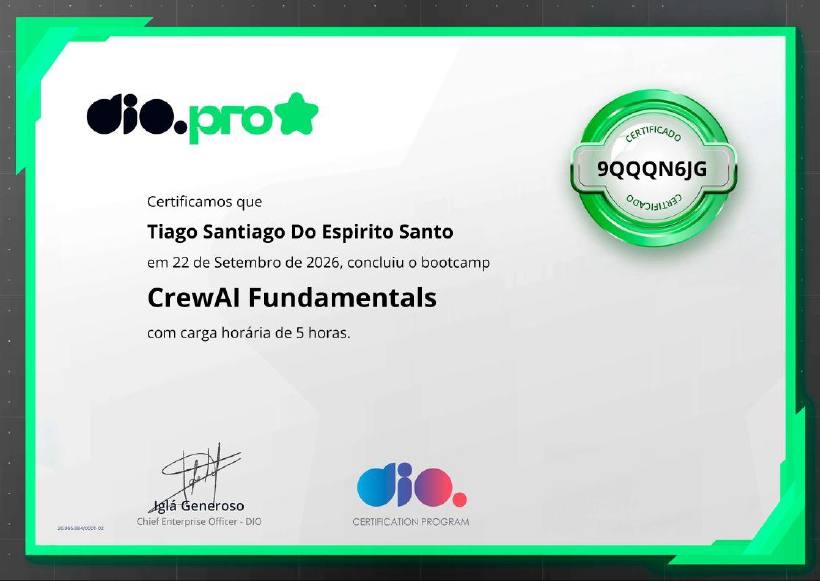 dio.pro
CERTIFICADO
9QQQN6JG
CERTIFICADO
Certificamos que
Tiago Santiago Do Espirito Santo
em 22 de Setembro de 2026, concluiu o bootcamp
CrewAI Fundamentals
com carga horária de 5 horas.
Iglá Generoso
Chief Enterprise Officer - DIO
dio.
CERTIFICATION PROGRAM